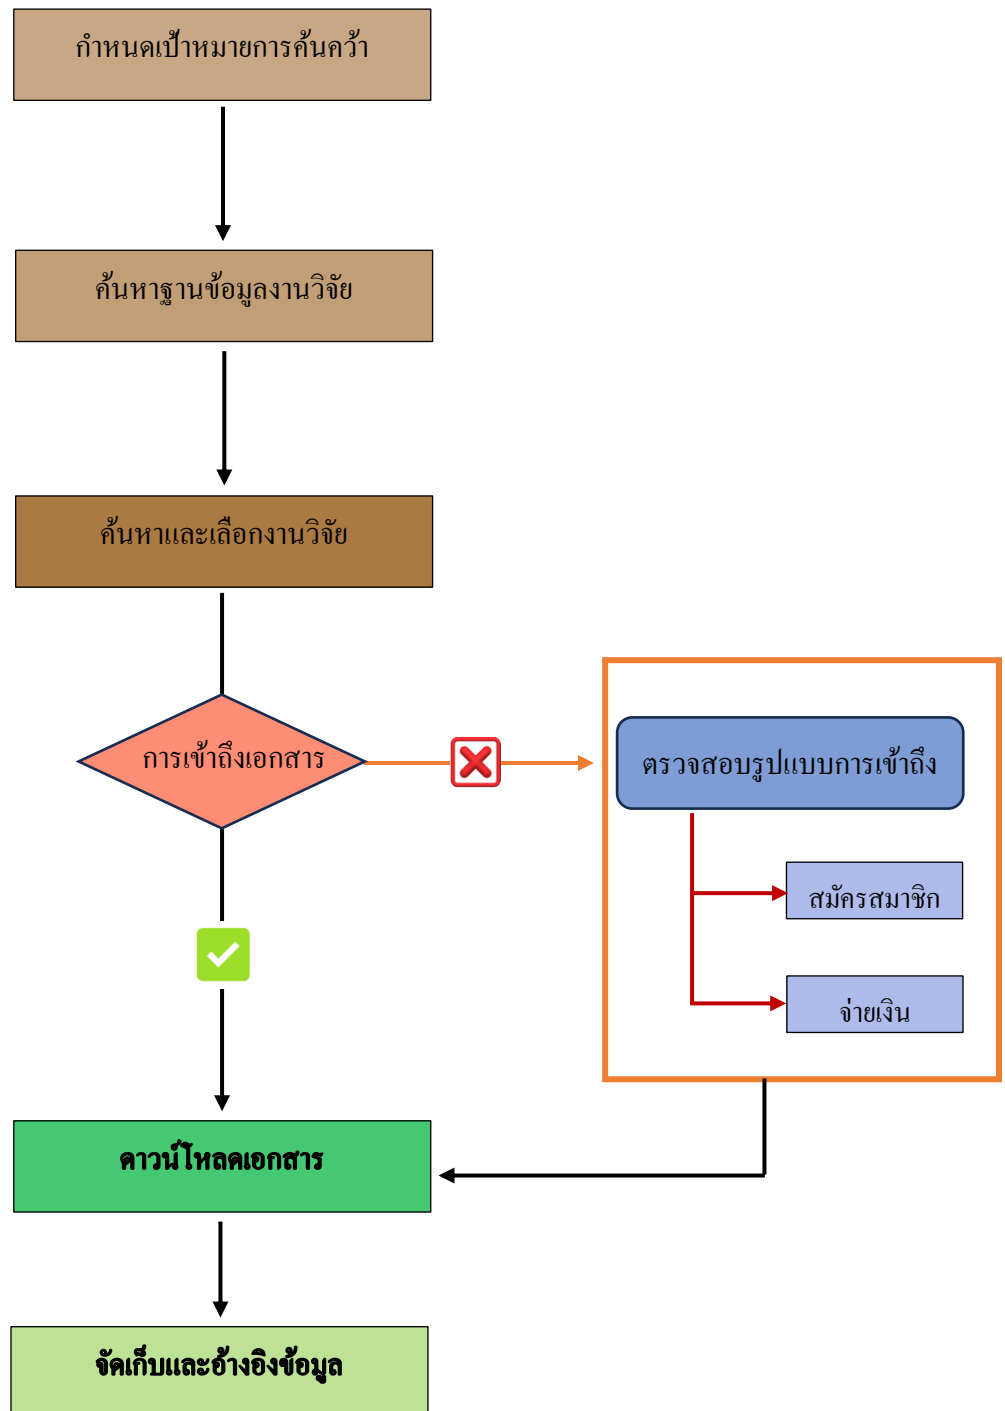 กำหนดเป้าหมายการค้นคว้า
ค้นหาฐานข้อมูลงานวิจัย
ค้นหาและเลือกงานวิจัย
การเข้าถึงเอกสาร
ตรวจสอบรูปแบบการเข้าถึง
สมัครสมาชิก
จ่ายเงิน
ดาวน์โหลดเอกสาร
จัดเก็บและอ้างอิงข้อมูล